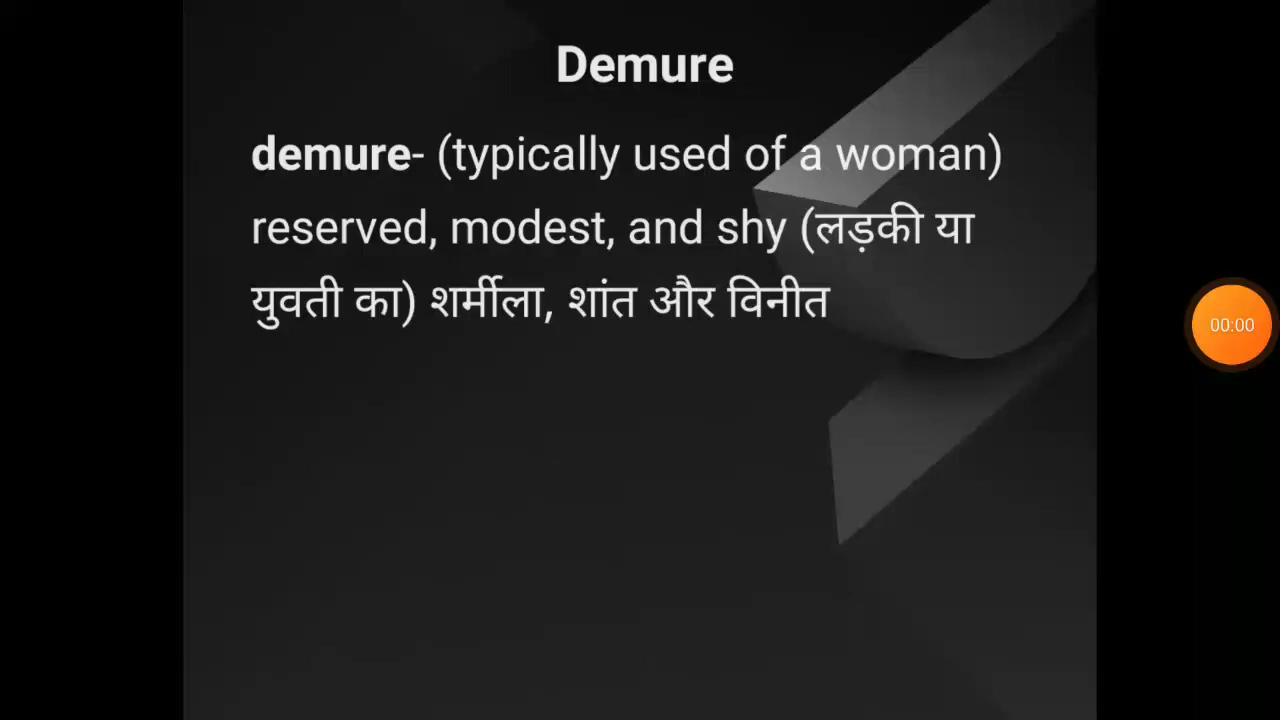 Demure
demure- (typically used of a woman)
reserved, modest, and shy (लड़की या
युवती का) शर्मीला, शांत और विनीत
00:00